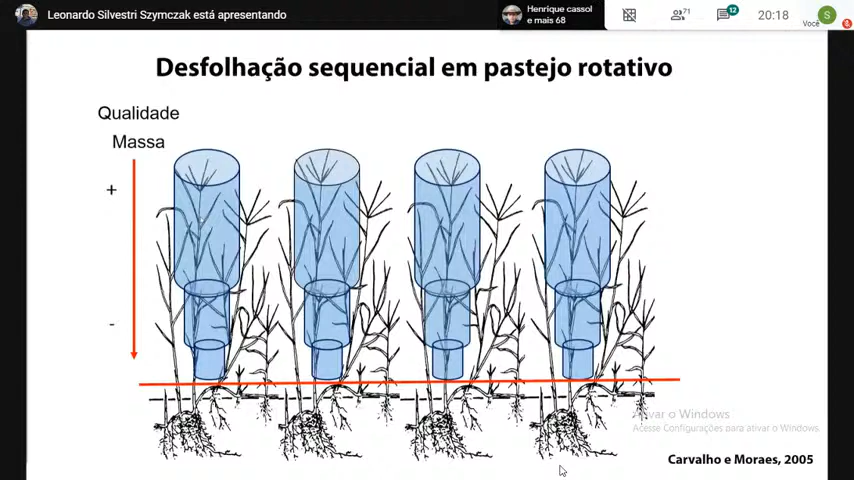 Leonardo Silvestri Szymczak está apresentando
Henrique cassol
e mais 68
71
12
20:18
Você
S
Desfolhação sequencial em pastejo rotativo
Qualidade
Massa
+
-
Ativar o Windows
Acesse Configurações para ativar o Windows.
Carvalho e Moraes, 2005